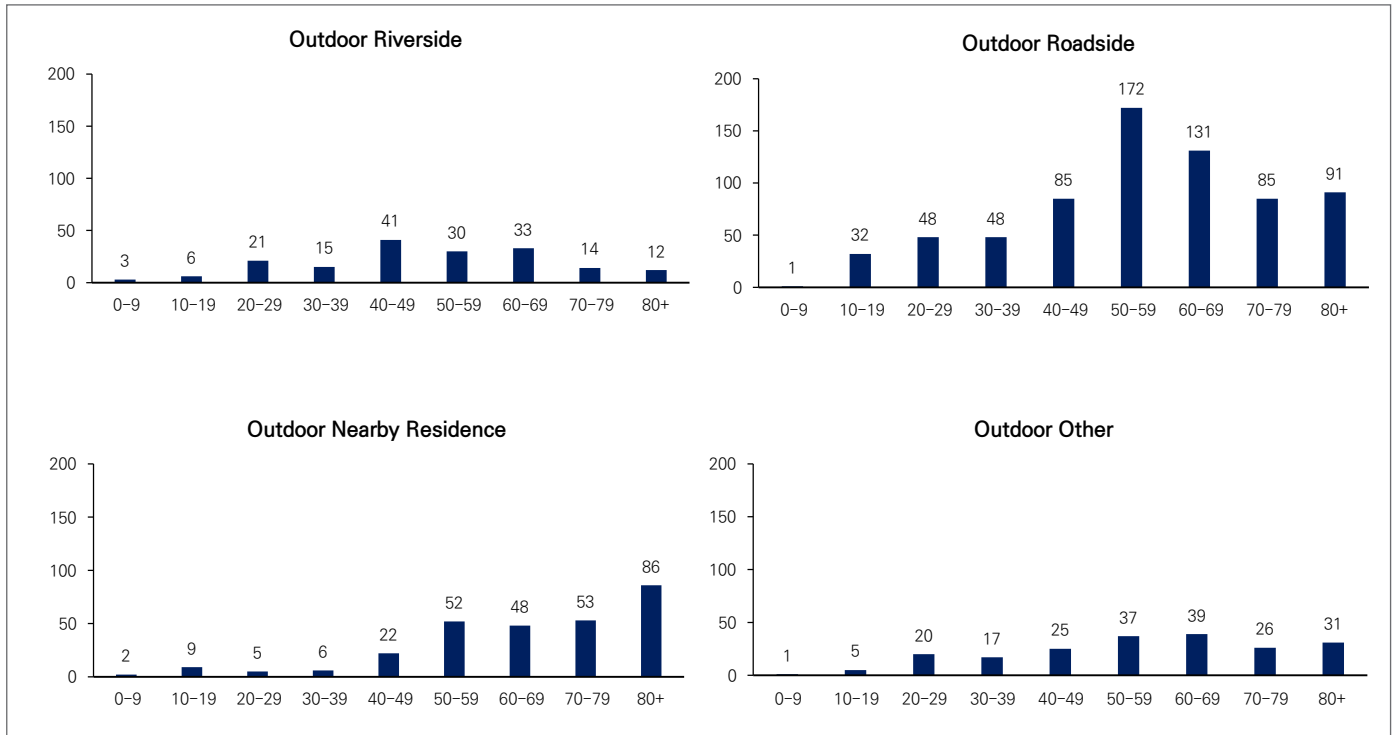 Outdoor Riverside
200
150
100
50
0
3 6 21 15 41 30 33 14 12
0-9 10-19 20-29 30-39 40-49 50-59 60-69 70-79 80+
Outdoor Roadside
200
150
100
50
0
1 32 48 48 85 172 131 85 91
0-9 10-19 20-29 30-39 40-49 50-59 60-69 70-79 80+
Outdoor Nearby Residence
200
150
100
50
0
2 9 5 6 22 52 48 53 86
0-9 10-19 20-29 30-39 40-49 50-59 60-69 70-79 80+
Outdoor Other
200
150
100
50
0
1 5 20 17 25 37 39 26 31
0-9 10-19 20-29 30-39 40-49 50-59 60-69 70-79 80+